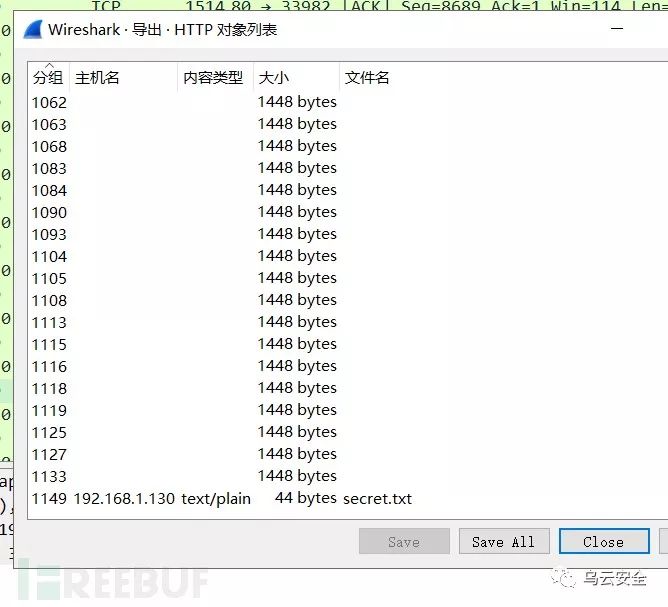 TCP 1514 80 → 33982 [ACK] Seq=8689 Ack=1 Win=114 Len=
Wireshark · 导出 · HTTP 对象列表
分组 主机名 内容类型 大小 文件名
1062 1448 bytes
1063 1448 bytes
1068 1448 bytes
1083 1448 bytes
1084 1448 bytes
1090 1448 bytes
1093 1448 bytes
1104 1448 bytes
1105 1448 bytes
1108 1448 bytes
1113 1448 bytes
1115 1448 bytes
1116 1448 bytes
1118 1448 bytes
1119 1448 bytes
1125 1448 bytes
1127 1448 bytes
1133 1448 bytes
1149 192.168.1.130 text/plain 44 bytes secret.txt
Save Save All Close
FREEBUF
乌云安全